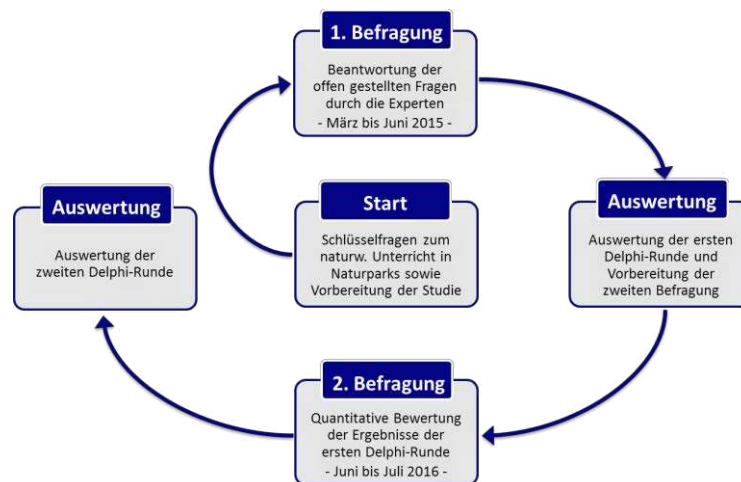 1. Befragung
Beantwortung der
offen gestellten Fragen
durch die Experten
- März bis Juni 2015 -
Auswertung
Auswertung der
zweiten Delphi-Runde
Start
Schlüsselfragen zum
naturw. Unterricht in
Naturparks sowie
Vorbereitung der Studie
Auswertung
Auswertung der ersten
Delphi-Runde und
Vorbereitung der
zweiten Befragung
2. Befragung
Quantitative Bewertung
der Ergebnisse der
ersten Delphi-Runde
- Juni bis Juli 2016 -